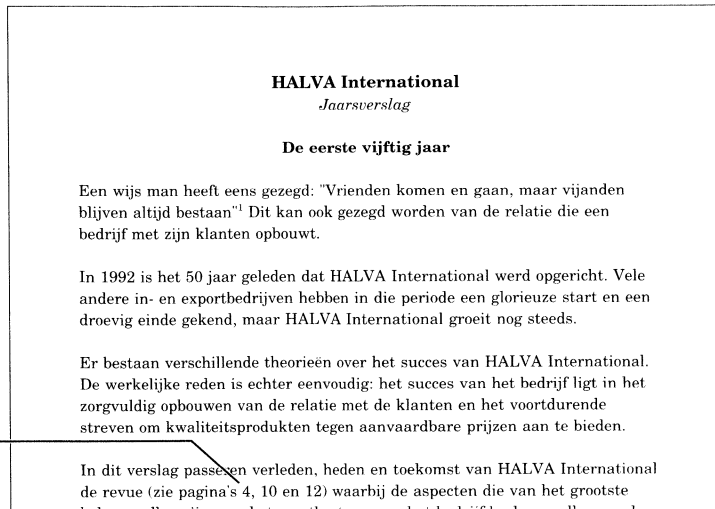 HALVA International
Jaarsverslag
De eerste vijftig jaar
Een wijs man heeft eens gezegd: "Vrienden komen en gaan, maar vijanden
blijven altijd bestaan"¹ Dit kan ook gezegd worden van de relatie die een
bedrijf met zijn klanten opbouwt.
In 1992 is het 50 jaar geleden dat HALVA International werd opgericht. Vele
andere in- en exportbedrijven hebben in die periode een glorieuze start en een
droevig einde gekend, maar HALVA International groeit nog steeds.
Er bestaan verschillende theorieën over het succes van HALVA International.
De werkelijke reden is echter eenvoudig: het succes van het bedrijf ligt in het
zorgvuldig opbouwen van de relatie met de klanten en het voortdurende
streven om kwaliteitsprodukten tegen aanvaardbare prijzen aan te bieden.
In dit verslag passeren verleden, heden en toekomst van HALVA International
de revue (zie pagina's 4, 10 en 12) waarbij de aspecten die van het grootste